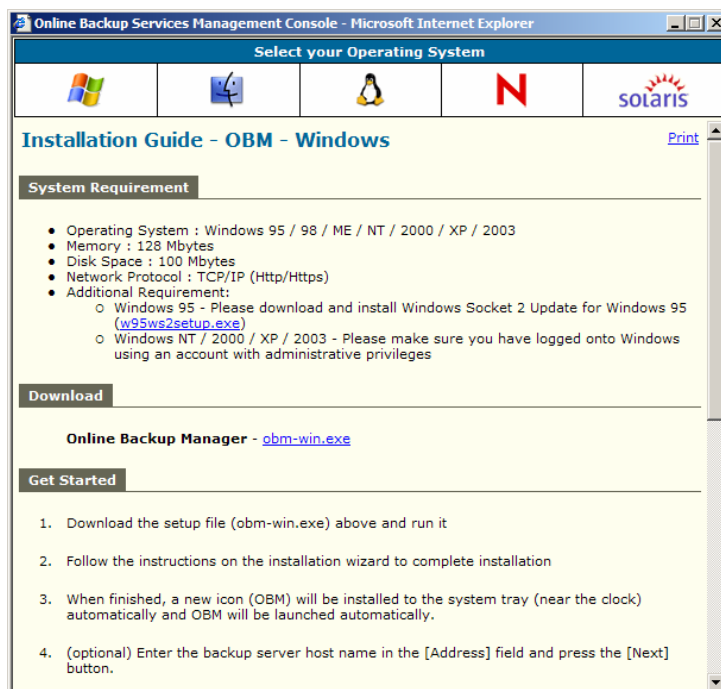 Online Backup Services Management Console - Microsoft Internet Explorer
Select your Operating System
N
solaris
Installation Guide - OBM - Windows
Print
System Requirement
• Operating System : Windows 95 / 98 / ME / NT / 2000 / XP / 2003
• Memory : 128 Mbytes
• Disk Space : 100 Mbytes
• Network Protocol : TCP/IP (Http/Https)
• Additional Requirement:
o Windows 95 - Please download and install Windows Socket 2 Update for Windows 95
(w95ws2setup.exe)
o Windows NT / 2000 / XP / 2003 - Please make sure you have logged onto Windows
using an account with administrative privileges
Download
Online Backup Manager - obm-win.exe
Get Started
1. Download the setup file (obm-win.exe) above and run it
2. Follow the instructions on the installation wizard to complete installation
3. When finished, a new icon (OBM) will be installed to the system tray (near the clock)
automatically and OBM will be launched automatically.
4. (optional) Enter the backup server host name in the [Address] field and press the [Next]
button.